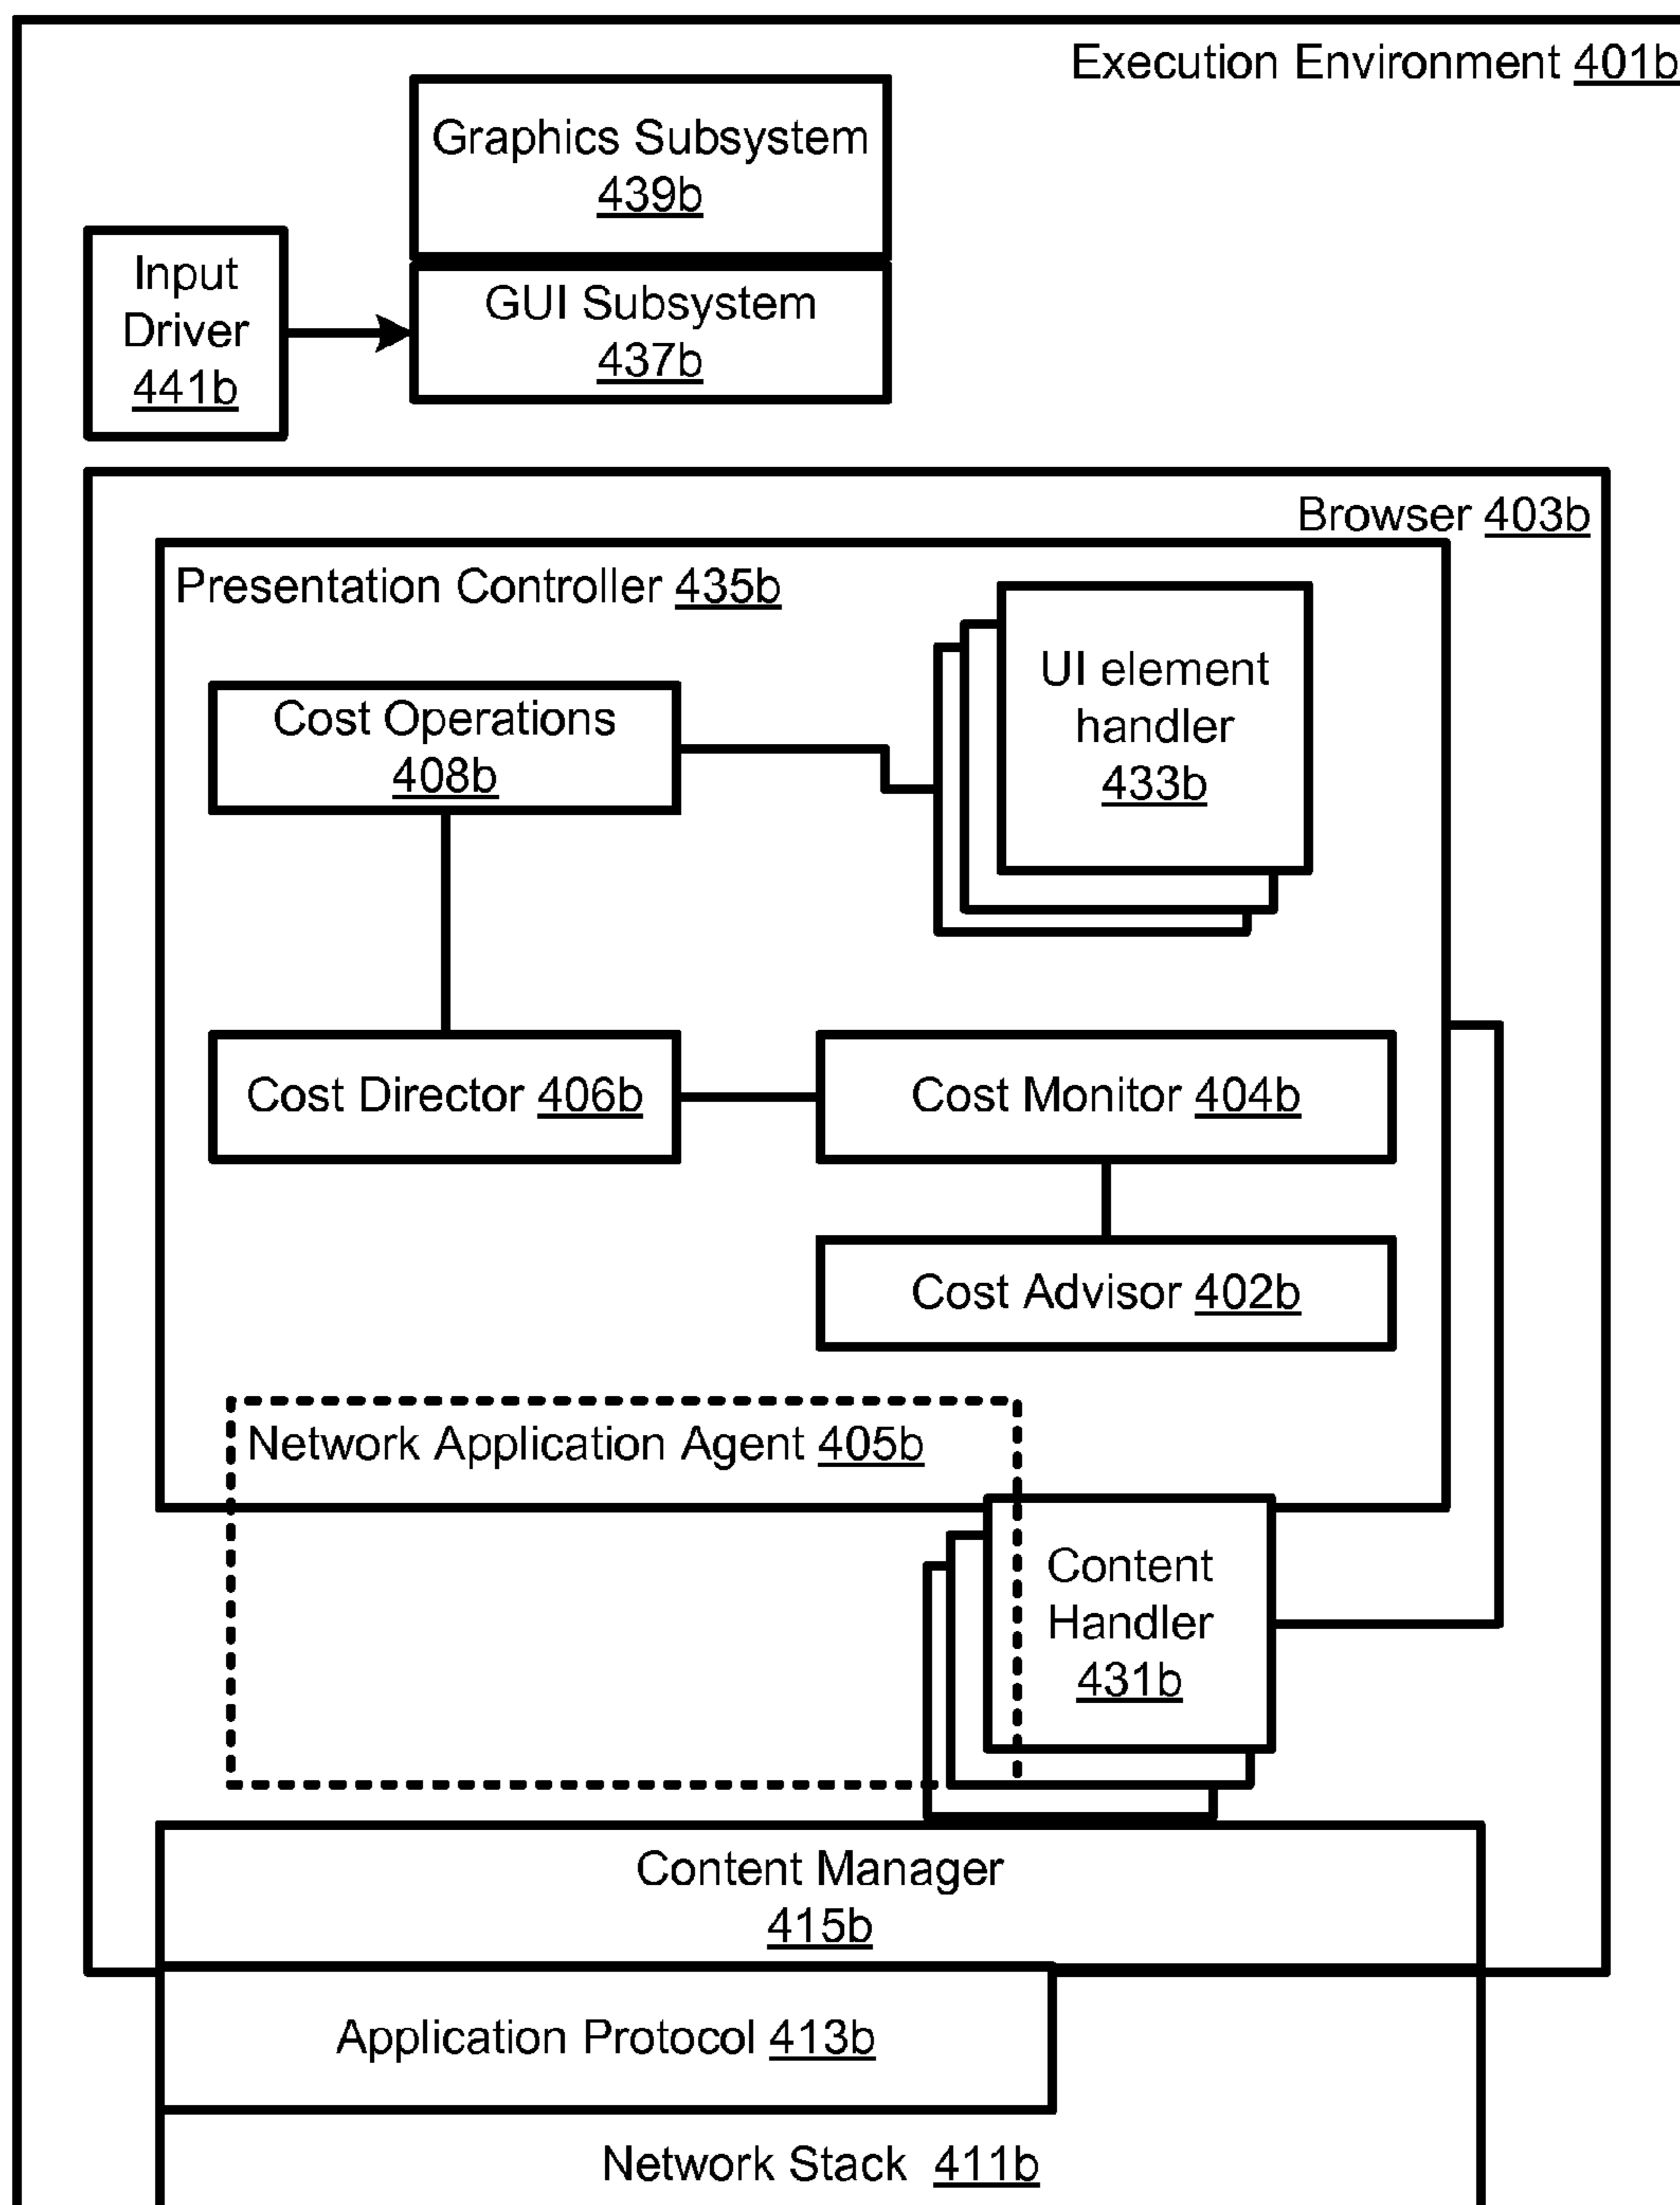 Execution Environment 401b
Graphics Subsystem
439b
Input
Driver
441b
GUI Subsystem
437b
Browser 403b
Presentation Controller 435b
UI element
handler
433b
Cost Operations
408b
Cost Director 406b
Cost Monitor 404b
Cost Advisor 402b
Network Application Agent 405b
Content
Handler
431b
Content Manager
415b
Application Protocol 413b
Network Stack 411b